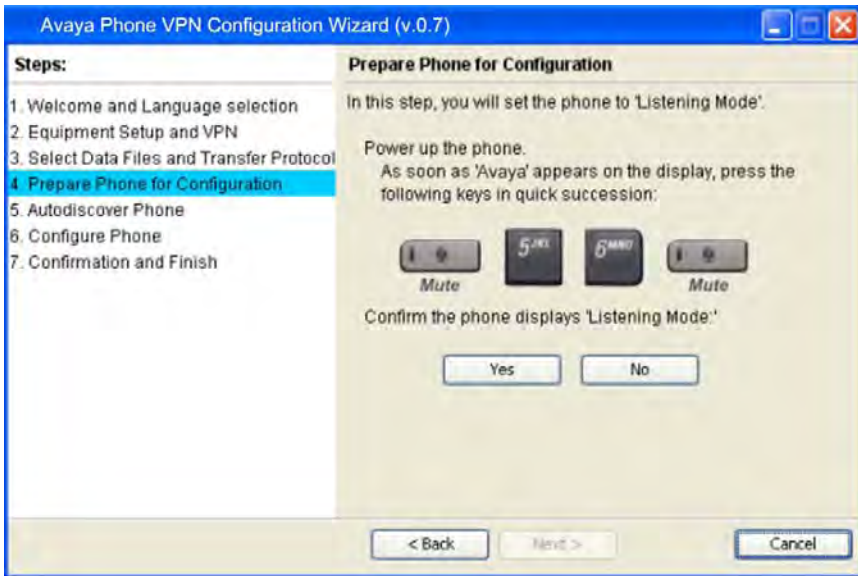 Avaya Phone VPN Configuration Wizard (v.0.7)
Steps:
1. Welcome and Language selection
2. Equipment Setup and VPN
3. Select Data Files and Transfer Protocol
4. Prepare Phone for Configuration
5. Autodiscover Phone
6. Configure Phone
7. Confirmation and Finish
Prepare Phone for Configuration
In this step, you will set the phone to 'Listening Mode'.
Power up the phone.
As soon as 'Avaya' appears on the display, press the
following keys in quick succession:
5 JKL 6 MNO
Mute Mute
Confirm the phone displays 'Listening Mode:'
Yes No
< Back Next > Cancel